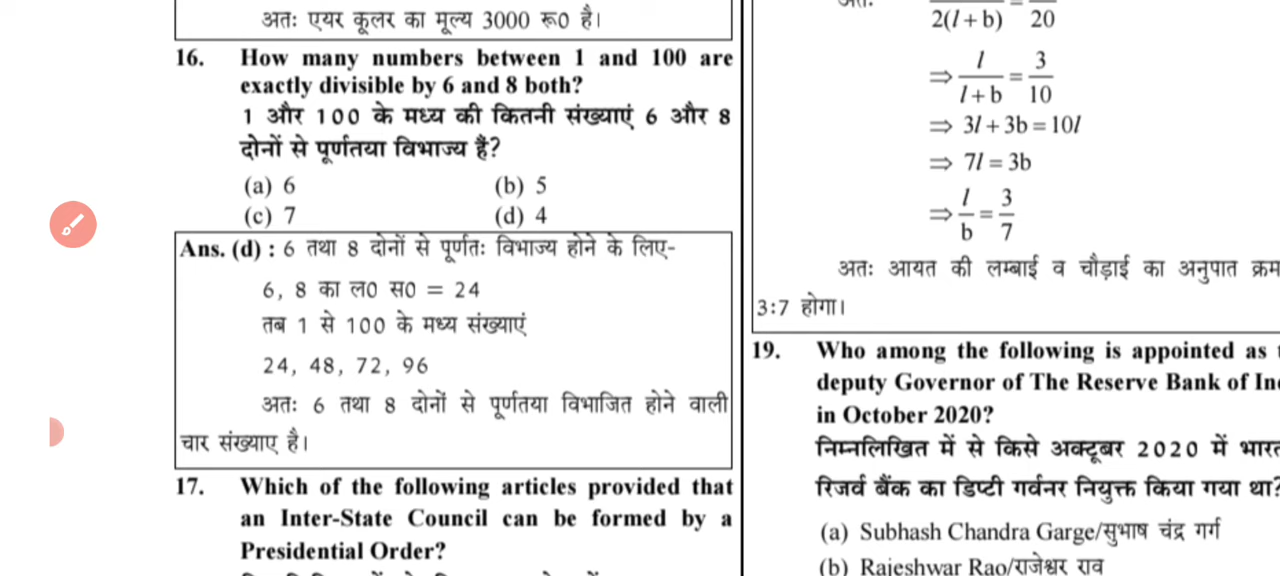 अतः एयर कूलर का मूल्य 3000 रू0 है।
16. How many numbers between 1 and 100 are
exactly divisible by 6 and 8 both?
1 और 100 के मध्य की कितनी संख्याएं 6 और 8
दोनों से पूर्णतया विभाज्य हैं?
(a) 6 (b) 5
(c) 7 (d) 4
Ans. (d) : 6 तथा 8 दोनों से पूर्णतः विभाज्य होने के लिए-
6, 8 का ल0 स0 = 24
तब 1 से 100 के मध्य संख्याएं
24, 48, 72, 96
अतः 6 तथा 8 दोनों से पूर्णतया विभाजित होने वाली
चार संख्याए है।
17. Which of the following articles provided that
an Inter-State Council can be formed by a
Presidential Order?
2(l + b) = 20
⇒ l / l + b = 3 / 10
⇒ 3l + 3b = 10l
⇒ 7l = 3b
⇒ l / b = 3 / 7
अतः आयत की लम्बाई व चौड़ाई का अनुपात
3:7 होगा।
19. Who among the following is appointed as
deputy Governor of The Reserve Bank of
in October 2020?
निम्नलिखित में से किसे अक्टूबर 2020 में
रिजर्व बैंक का डिप्टी गवर्नर नियुक्त किया गया था?
(a) Subhash Chandra Garge/सुभाष चंद्र गर्ग
(b) Rajeshwar Rao/राजेश्वर राव